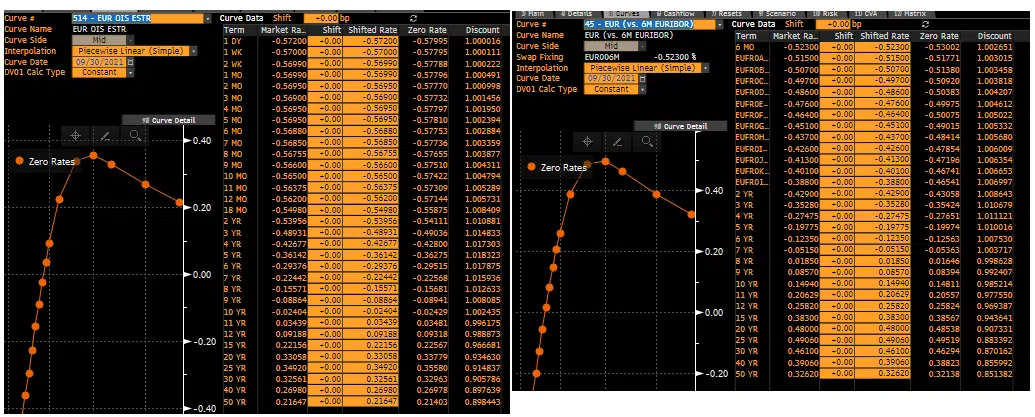 Curve # 514 - EUR OIS ESTR
Curve Name EUR OIS ESTR
Curve Side Mid
Interpolation Piecewise Linear (Simple)
Curve Date 09/30/2021
DV01 Calc Type Constant
Curve Detail
Zero Rates
0.40
0.20
0.00
-0.20
-0.40
Curve Data Shift +0.00 bp
Term Market Ra... Shift Shifted Rate Zero Rate Discount
1 DY -0.57200 +0.00 -0.57200 -0.57995 1.000016
1 WK -0.57000 +0.00 -0.57000 -0.57795 1.000111
2 WK -0.57000 +0.00 -0.57000 -0.57788 1.000222
1 MO -0.57000 +0.00 -0.57000 -0.57796 1.000491
2 MO -0.56900 +0.00 -0.56900 -0.57770 1.000998
3 MO -0.56900 +0.00 -0.56900 -0.57732 1.001456
4 MO -0.56950 +0.00 -0.56950 -0.57797 1.001950
5 MO -0.56950 +0.00 -0.56950 -0.57810 1.002394
6 MO -0.56880 +0.00 -0.56880 -0.57753 1.002884
7 MO -0.56850 +0.00 -0.56850 -0.57736 1.003359
8 MO -0.56755 +0.00 -0.56755 -0.57655 1.003877
9 MO -0.56600 +0.00 -0.56600 -0.57510 1.004311
10 MO -0.56500 +0.00 -0.56500 -0.57422 1.004794
11 MO -0.56375 +0.00 -0.56375 -0.57309 1.005289
12 MO -0.56200 +0.00 -0.56200 -0.57144 1.005731
18 MO -0.54980 +0.00 -0.54980 -0.55875 1.008409
2 YR -0.53956 +0.00 -0.53956 -0.54111 1.010881
3 YR -0.48931 +0.00 -0.48931 -0.49036 1.014833
4 YR -0.42677 +0.00 -0.42677 -0.42800 1.017303
5 YR -0.36142 +0.00 -0.36142 -0.36275 1.018323
6 YR -0.29376 +0.00 -0.29376 -0.29515 1.017875
7 YR -0.22442 +0.00 -0.22442 -0.22568 1.015936
8 YR -0.15571 +0.00 -0.15571 -0.15681 1.012633
9 YR -0.08864 +0.00 -0.08864 -0.08941 1.008085
10 YR -0.02404 +0.00 -0.02404 -0.02429 1.002435
11 YR 0.03439 +0.00 0.03439 0.03481 0.996175
12 YR 0.09188 +0.00 0.09188 0.09318 0.988873
15 YR 0.22156 +0.00 0.22156 0.22567 0.966681
20 YR 0.33058 +0.00 0.33058 0.33779 0.934630
25 YR 0.34920 +0.00 0.34920 0.35580 0.914837
30 YR 0.32561 +0.00 0.32561 0.32963 0.905786
40 YR 0.26980 +0.00 0.26980 0.26978 0.897639
50 YR 0.21647 +0.00 0.21647 0.21403 0.898443
3 Main 4 Details 5 Curves 6 Cashflow 7 Resets 9 Scenario 10 Risk 11 CVA 12 Matrix
Curve # 45 - EUR (vs. 6M EURIBOR)
Curve Name EUR (vs. 6M EURIBOR)
Curve Side Mid
Swap Fixing EUR006M -0.52300 %
Interpolation Piecewise Linear (Simple)
Curve Date 09/30/2021
DV01 Calc Type Constant
Curve Detail
Zero Rates
0.40
0.20
0.00
-0.20
Curve Data Shift +0.00 bp
Term Market Ra... Shift Shifted Rate Zero Rate Discount
6 MO -0.52300 +0.00 -0.52300 -0.53002 1.002651
EUFR0A... -0.51500 +0.00 -0.51500 -0.51771 1.003015
EUFR0B... -0.50700 +0.00 -0.50700 -0.51380 1.003458
EUFR0C... -0.49700 +0.00 -0.49700 -0.50920 1.003818
EUFR0D... -0.48600 +0.00 -0.48600 -0.50383 1.004207
EUFR0E... -0.47600 +0.00 -0.47600 -0.49975 1.004612
EUFR0F... -0.46400 +0.00 -0.46400 -0.50075 1.005022
EUFR0G... -0.45100 +0.00 -0.45100 -0.49015 1.005332
EUFR0H... -0.43700 +0.00 -0.43700 -0.48414 1.005680
EUFR0I... -0.42600 +0.00 -0.42600 -0.47854 1.006009
EUFR0J... -0.41300 +0.00 -0.41300 -0.47196 1.006354
EUFR0K... -0.40100 +0.00 -0.40100 -0.46741 1.006653
EUFR01... -0.38800 +0.00 -0.38800 -0.46541 1.006997
2 YR -0.42900 +0.00 -0.42900 -0.43058 1.008643
3 YR -0.35280 +0.00 -0.35280 -0.35424 1.010679
4 YR -0.27475 +0.00 -0.27475 -0.27651 1.011121
5 YR -0.19775 +0.00 -0.19775 -0.19974 1.010016
6 YR -0.12350 +0.00 -0.12350 -0.12563 1.007550
7 YR -0.05150 +0.00 -0.05150 -0.05363 1.003717
8 YR 0.01850 +0.00 0.01850 0.01646 0.998628
9 YR 0.08570 +0.00 0.08570 0.08394 0.992407
10 YR 0.14940 +0.00 0.14940 0.14811 0.985214
11 YR 0.20629 +0.00 0.20629 0.20557 0.977550
12 YR 0.25820 +0.00 0.25820 0.25824 0.969387
15 YR 0.38300 +0.00 0.38300 0.38567 0.943641
20 YR 0.48000 +0.00 0.48000 0.48538 0.907331
25 YR 0.49060 +0.00 0.49060 0.49519 0.883392
30 YR 0.46100 +0.00 0.46100 0.46294 0.870162
40 YR 0.39060 +0.00 0.39060 0.38823 0.855992
50 YR 0.32620 +0.00 0.32620 0.32138 0.851382